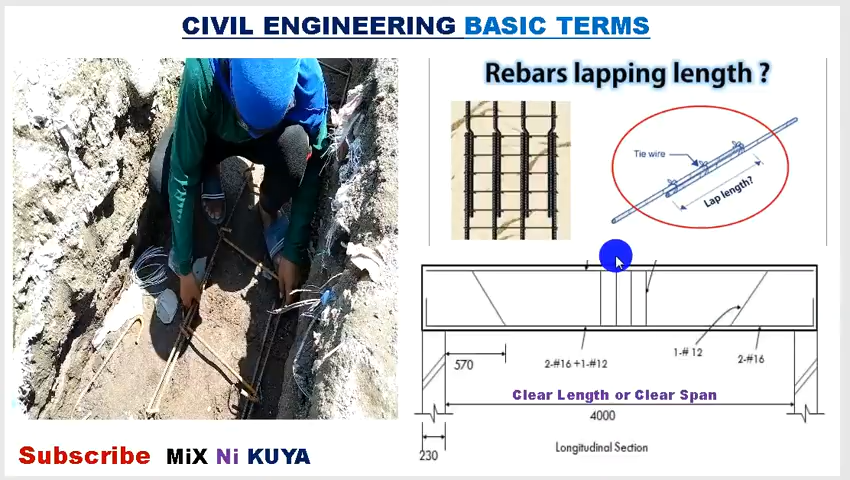 CIVIL ENGINEERING BASIC TERMS
Rebars lapping length ?
Tie wire
Lap length?
570
2-#16 +1-#12
1-# 12
2-#16
Clear Length or Clear Span
4000
230
Longitudinal Section
Subscribe MiX Ni KUYA